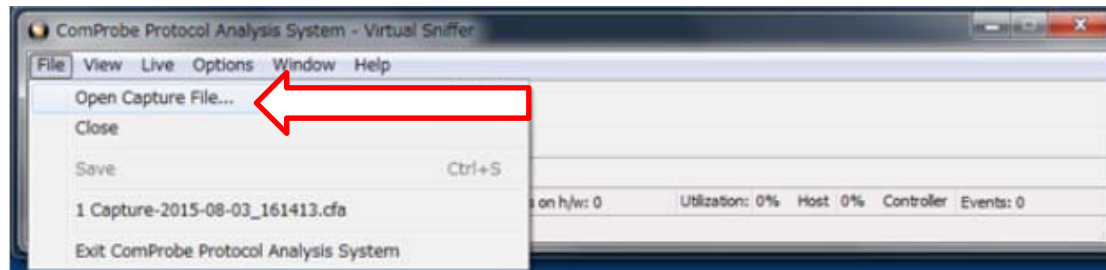 ComProbe Protocol Analysis System - Virtual Sniffer
File View Live Options Window Help
Open Capture File...
Close
Save Ctrl+S
on h/w: 0 Utilization: 0% Host 0% Controller Events: 0
1 Capture-2015-08-03_161413.cfa
Exit ComProbe Protocol Analysis System